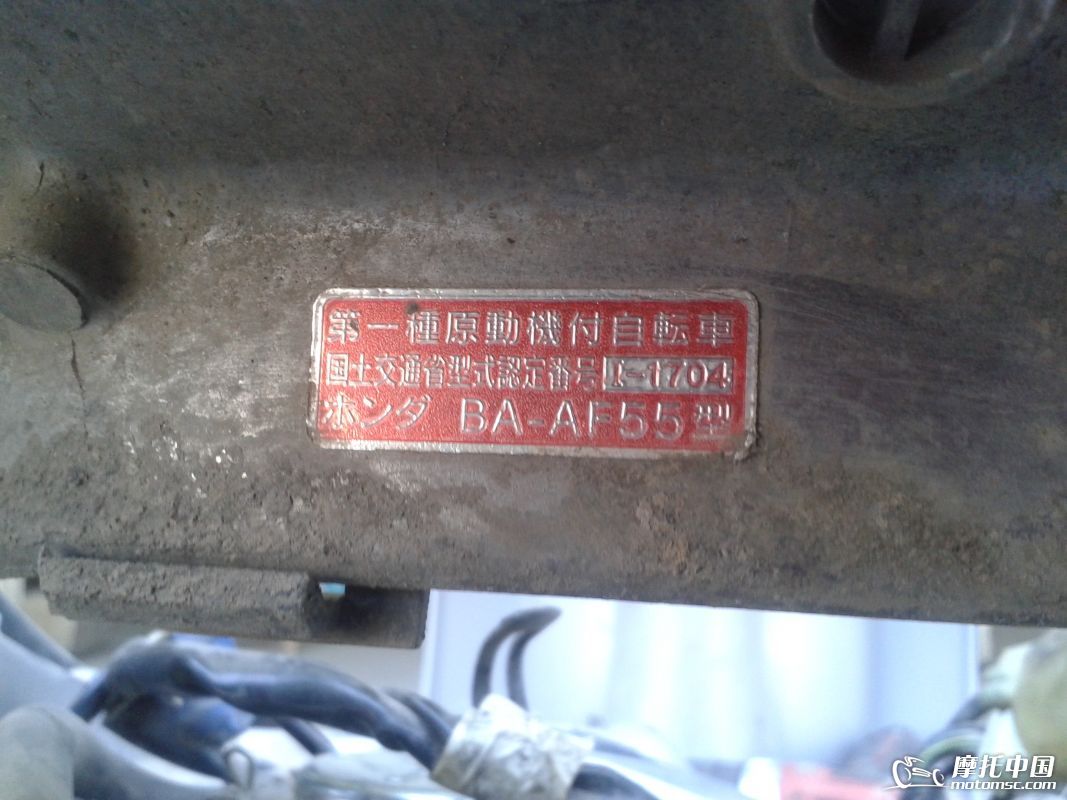 第一種原動機付自転車
国土交通省型式認定番号 I-1704
ホンダ BA-AF55型
摩托中国
motomsc.com